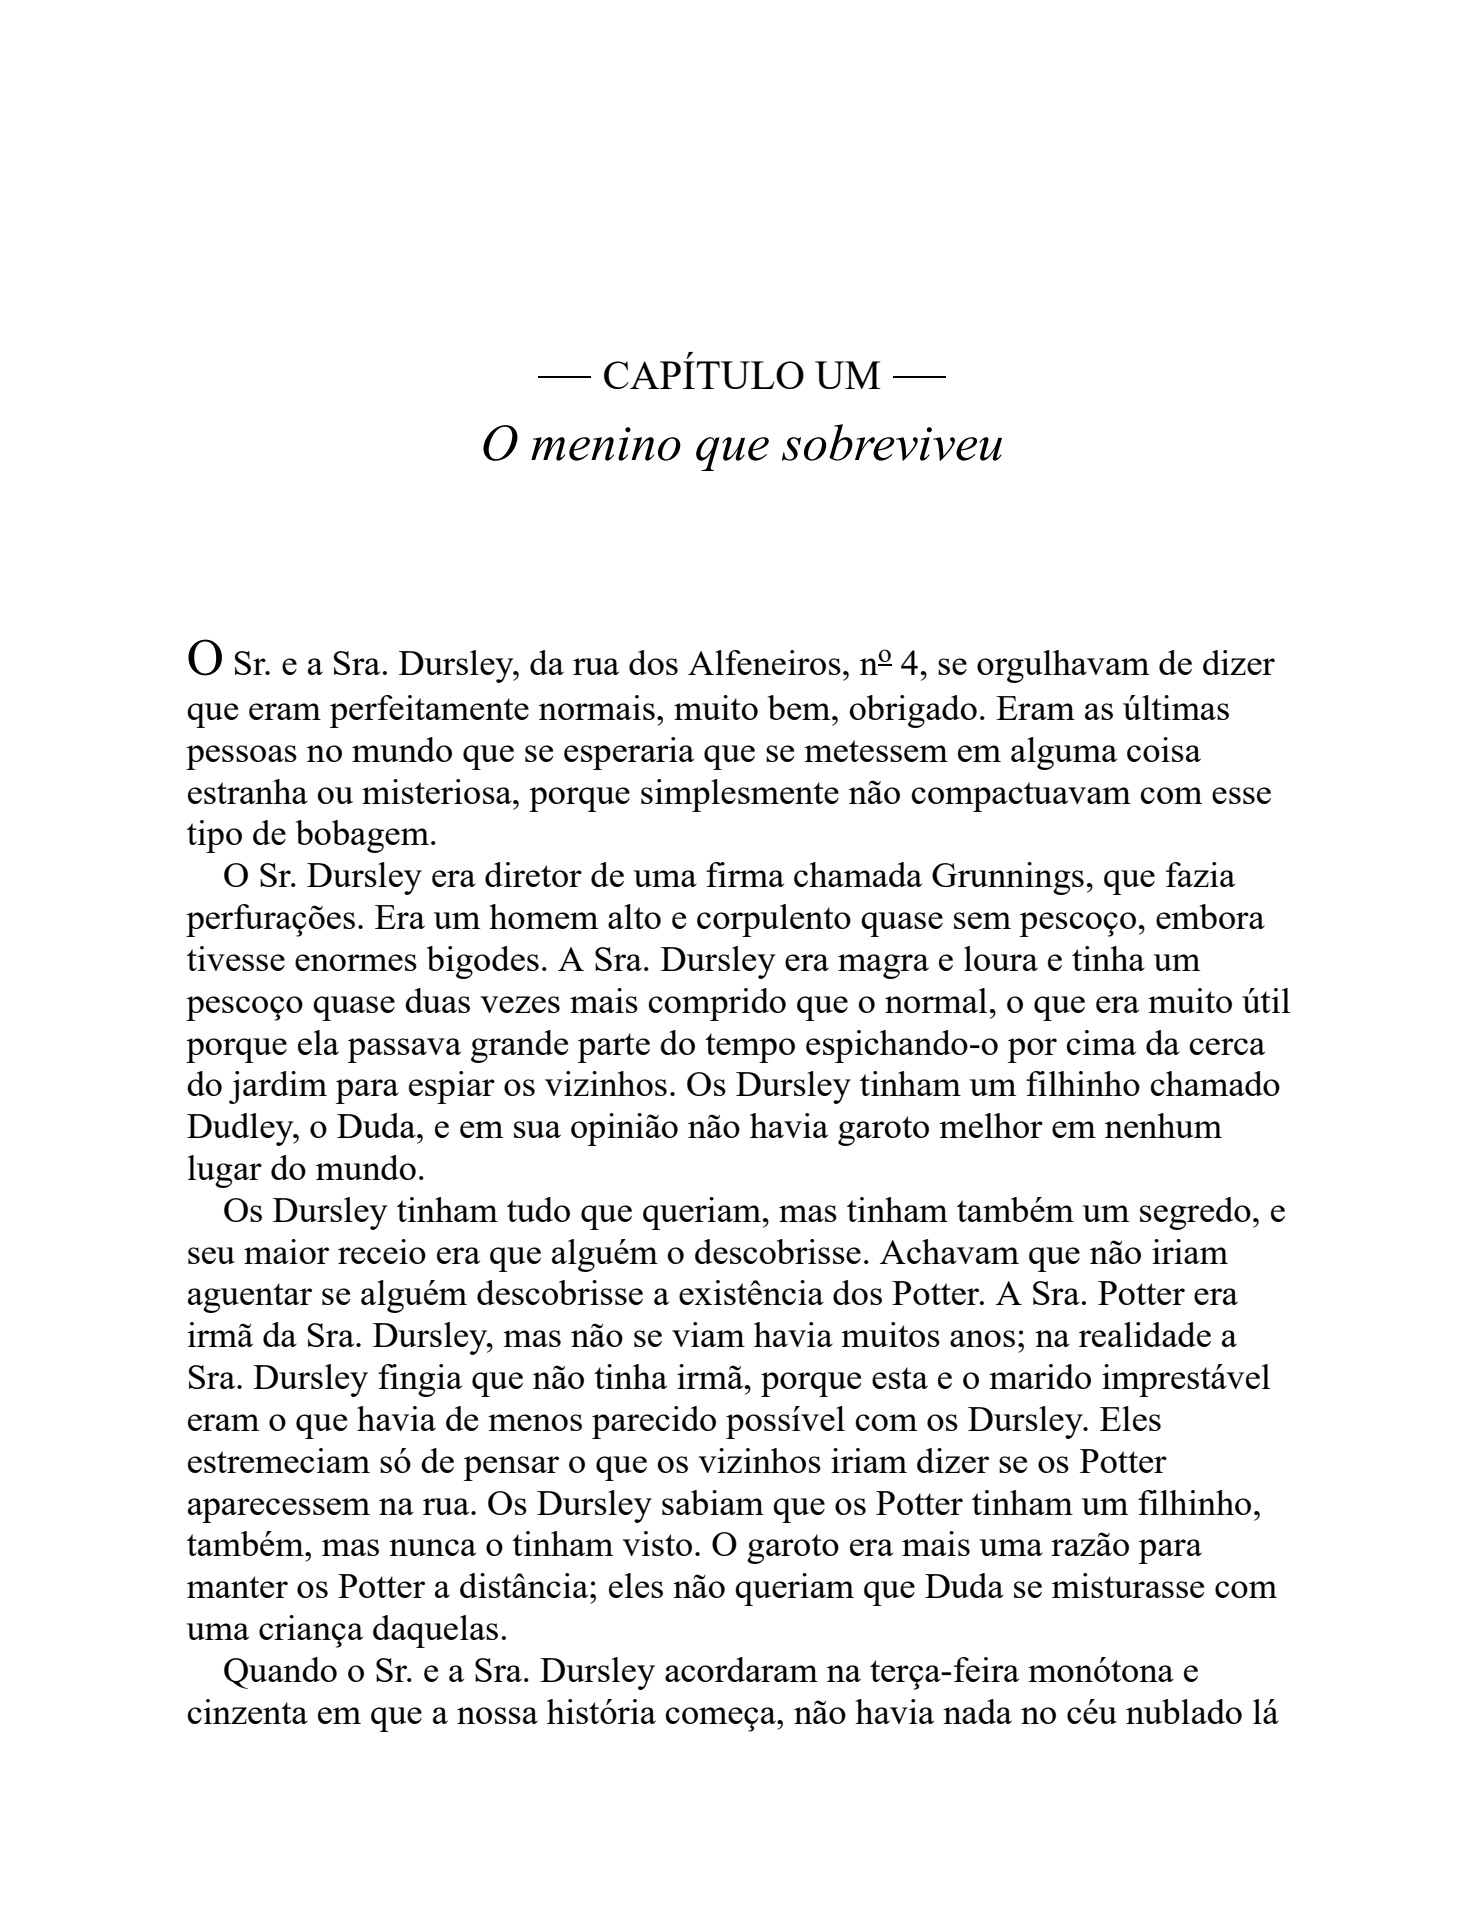 — CAPÍTULO UM —
O menino que sobreviveu
O Sr. e a Sra. Dursley, da rua dos Alfeneiros, nº 4, se orgulhavam de dizer
que eram perfeitamente normais, muito bem, obrigado. Eram as últimas
pessoas no mundo que se esperaria que se metessem em alguma coisa
estranha ou misteriosa, porque simplesmente não compactuavam com esse
tipo de bobagem.
O Sr. Dursley era diretor de uma firma chamada Grunnings, que fazia
perfurações. Era um homem alto e corpulento quase sem pescoço, embora
tivesse enormes bigodes. A Sra. Dursley era magra e loura e tinha um
pescoço quase duas vezes mais comprido que o normal, o que era muito útil
porque ela passava grande parte do tempo espichando-o por cima da cerca
do jardim para espiar os vizinhos. Os Dursley tinham um filhinho chamado
Dudley, o Duda, e em sua opinião não havia garoto melhor em nenhum
lugar do mundo.
Os Dursley tinham tudo que queriam, mas tinham também um segredo, e
seu maior receio era que alguém o descobrisse. Achavam que não iriam
aguentar se alguém descobrisse a existência dos Potter. A Sra. Potter era
irmã da Sra. Dursley, mas não se viam havia muitos anos; na realidade a
Sra. Dursley fingia que não tinha irmã, porque esta e o marido imprestável
eram o que havia de menos parecido possível com os Dursley. Eles
estremeciam só de pensar o que os vizinhos iriam dizer se os Potter
aparecessem na rua. Os Dursley sabiam que os Potter tinham um filhinho,
também, mas nunca o tinham visto. O garoto era mais uma razão para
manter os Potter a distância; eles não queriam que Duda se misturasse com
uma criança daquelas.
Quando o Sr. e a Sra. Dursley acordaram na terça-feira monótona e
cinzenta em que a nossa história começa, não havia nada no céu nublado lá